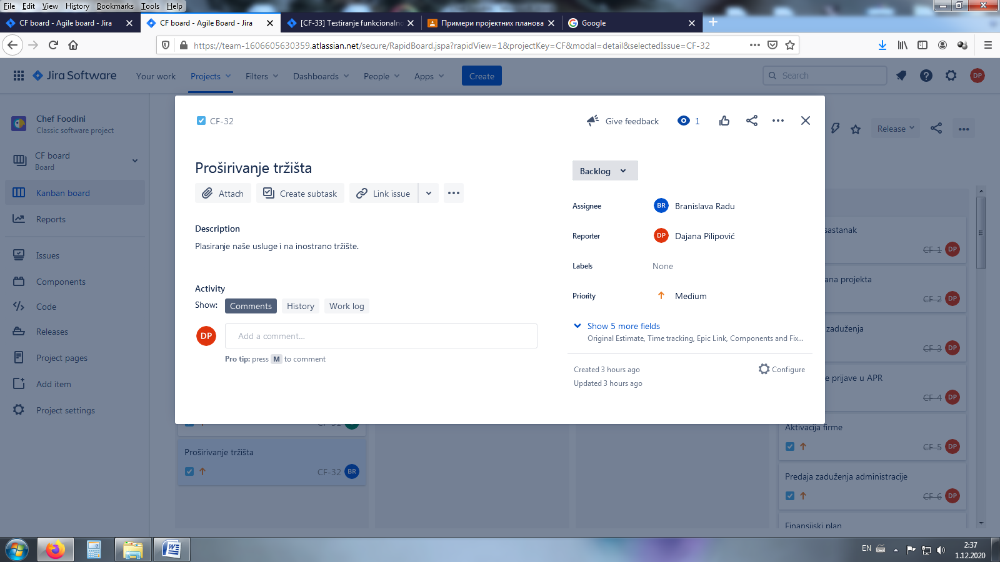 File Edit View History Bookmarks Tools Help
CF board - Agile board - Jira
CF board - Agile Board - Jira
[CF-33] Testiranje funkcionalno
Примери пројектних планова
Google
https://team-1606605630359.atlassian.net/secure/RapidBoard.jspa?rapidView=1&projectKey=CF&modal=detail&selectedIssue=CF-32
Jira Software
Your work
Projects
Filters
Dashboards
People
Apps
Create
Search
DP
Chef Foodini
Classic software project
CF board
Board
Kanban board
Reports
Issues
Components
Code
Releases
Project pages
Add item
Project settings
CF-32
Give feedback
1
Proširivanje tržišta
Attach
Create subtask
Link issue
Description
Plasiranje naše usluge i na inostrano tržište.
Activity
Show:
Comments
History
Work log
DP
Add a comment...
Pro tip: press M to comment
Backlog
Assignee
BR Branislava Radu
Reporter
DP Dajana Pilipović
Labels
None
Priority
Medium
Show 5 more fields
Original Estimate, Time tracking, Epic Link, Components and Fix...
Created 3 hours ago
Configure
Updated 3 hours ago
Release
sastanak
CF-1 DP
ana projekta
CF-2 DP
zaduženja
CF-3 DP
e prijave u APR
CF-4 DP
Aktivacija firme
CF-5 DP
Predaja zaduženja administracije
CF-6 DP
Finansijski plan
CF-31
Proširivanje tržišta
CF-32 BR
EN
2:37
1.12.2020